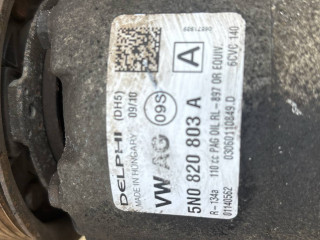 DELPHI (DH5)
MADE IN HUNGARY 09/10
VW AG 09S A
5N0 820 803 A
R-134a 110 cc PAG OIL RL-897 OR EQUIV.
01140562 03060110849.D 6CVC 140